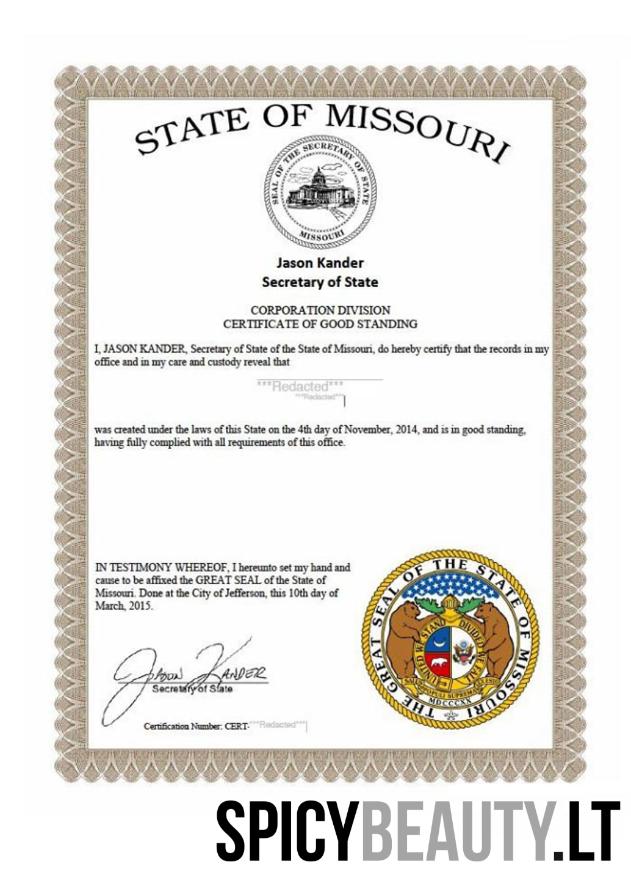 STATE OF MISSOURI
SEAL OF THE SECRETARY OF STATE
MISSOURI
Jason Kander
Secretary of State
CORPORATION DIVISION
CERTIFICATE OF GOOD STANDING
I, JASON KANDER, Secretary of State of the State of Missouri, do hereby certify that the records in my
office and in my care and custody reveal that
***Redacted***
***Redacted***
was created under the laws of this State on the 4th day of November, 2014, and is in good standing,
having fully complied with all requirements of this office.
IN TESTIMONY WHEREOF, I hereunto set my hand and
cause to be affixed the GREAT SEAL of the State of
Missouri. Done at the City of Jefferson, this 10th day of
March, 2015.
THE GREAT SEAL OF THE STATE OF MISSOURI
UNITED WE STAND DIVIDED WE FALL
MDCCCXX
JASON KANDER
Secretary of State
Certification Number: CERT-***Redacted***
SPICYBEAUTY.LT